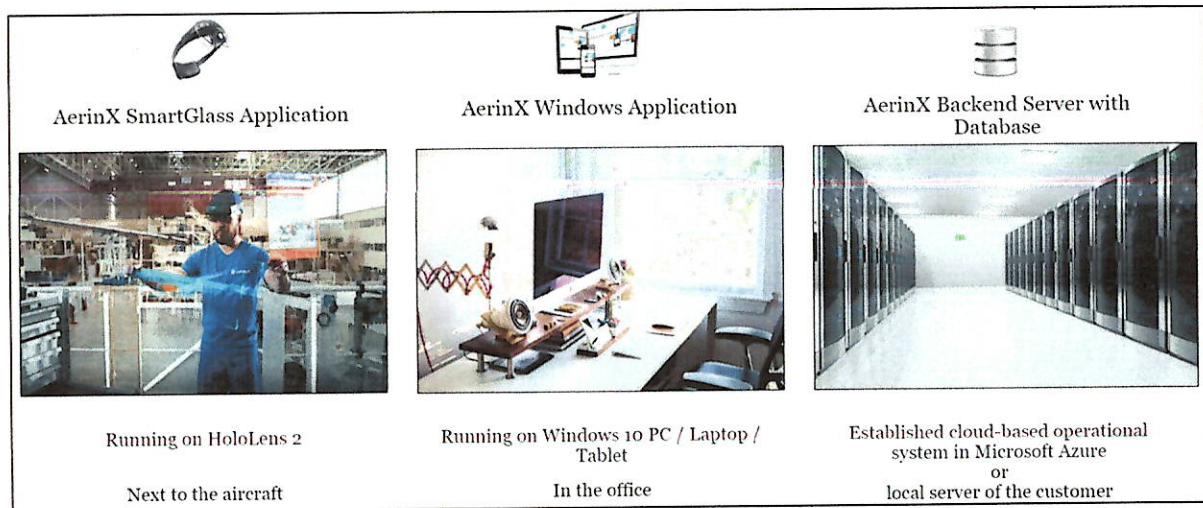 AerinX SmartGlass Application
Running on HoloLens 2
Next to the aircraft
AerinX Windows Application
Running on Windows 10 PC / Laptop /
Tablet
In the office
AerinX Backend Server with
Database
Established cloud-based operational
system in Microsoft Azure
or
local server of the customer